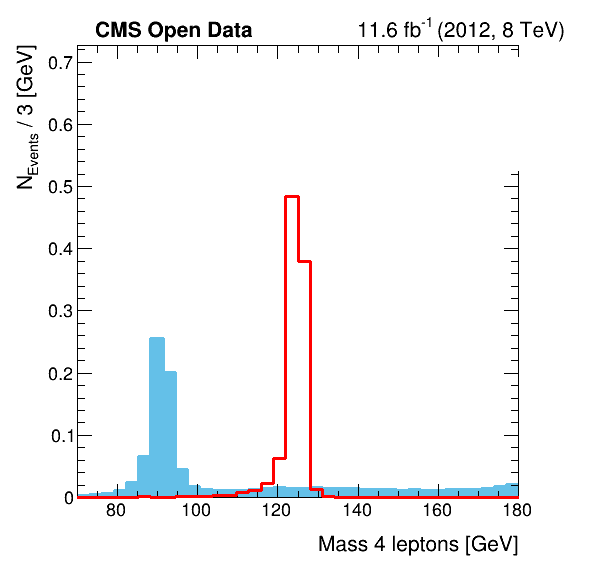 CMS Open Data
11.6 fb⁻¹ (2012, 8 TeV)
N_Events / 3 [GeV]
0.7
0.6
0.5
0.4
0.3
0.2
0.1
0
80 100 120 140 160 180
Mass 4 leptons [GeV]